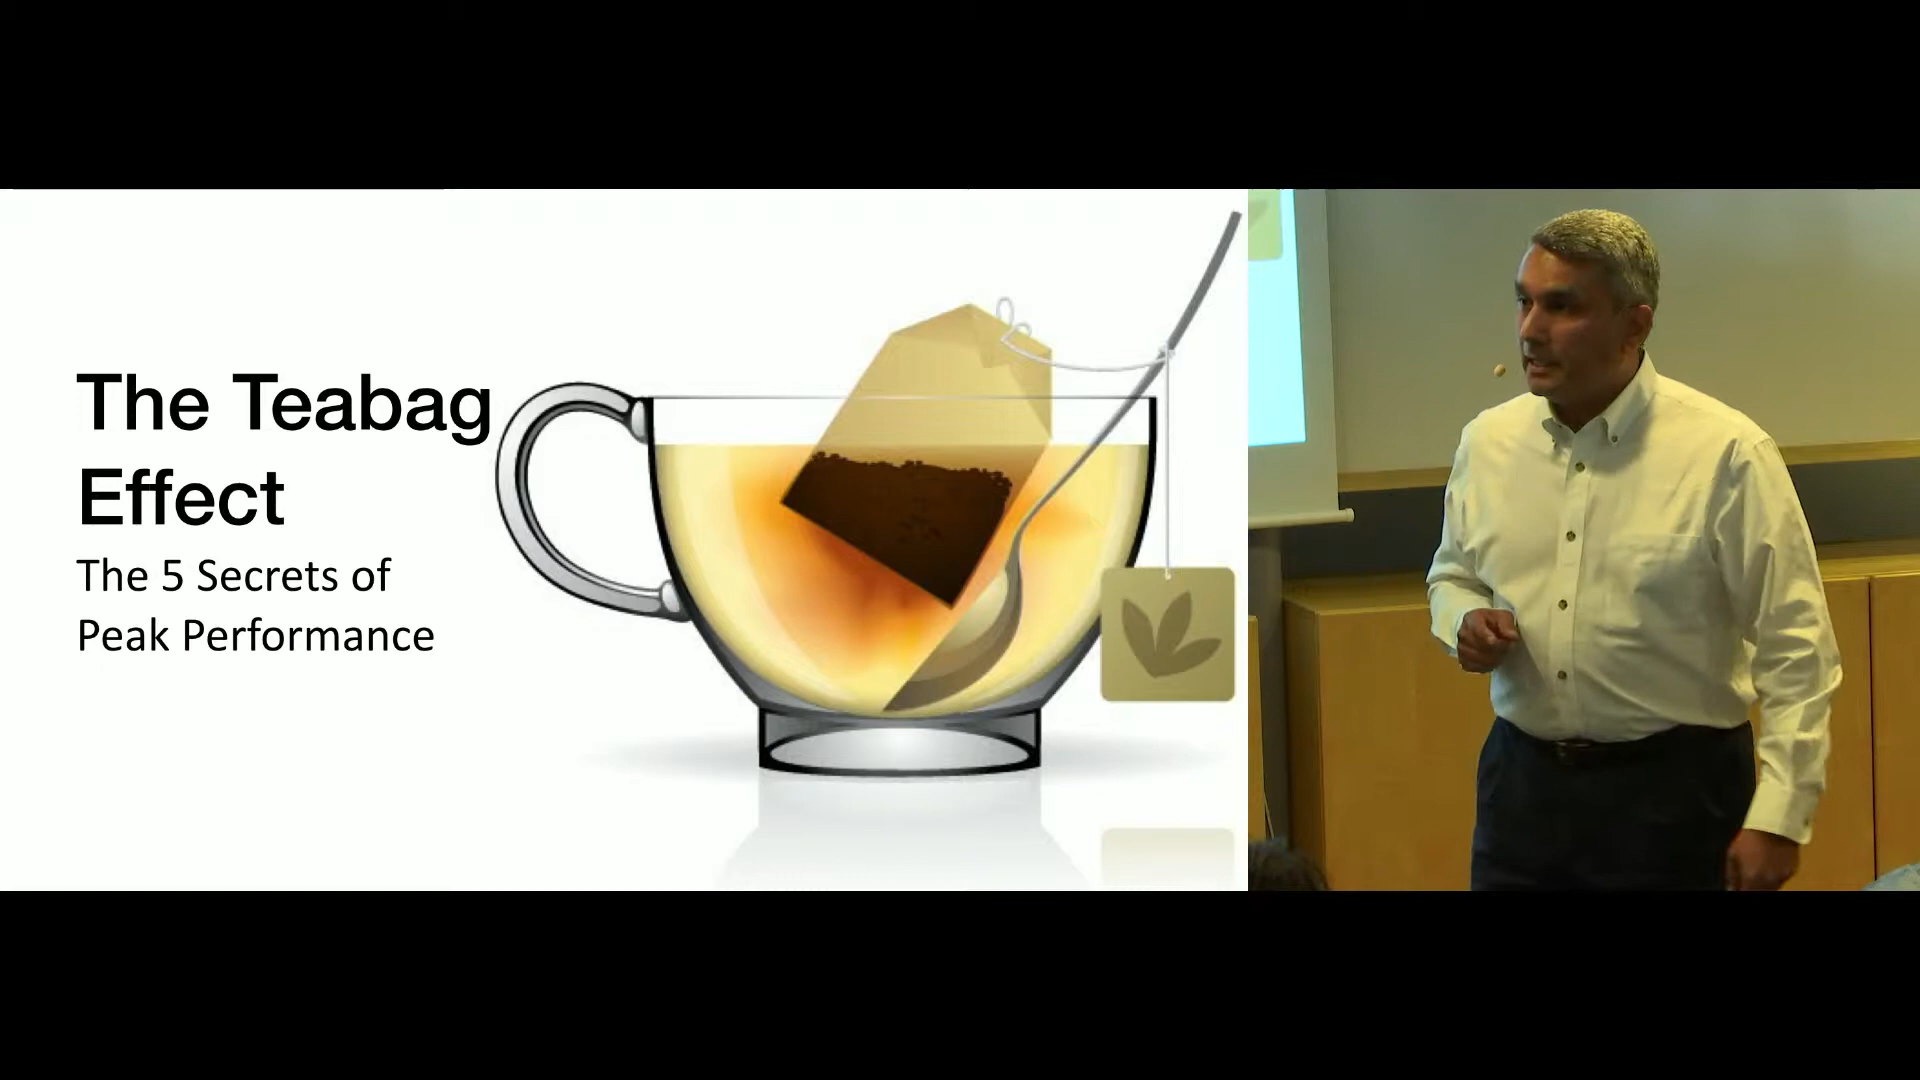 The Teabag
Effect
The 5 Secrets of
Peak Performance